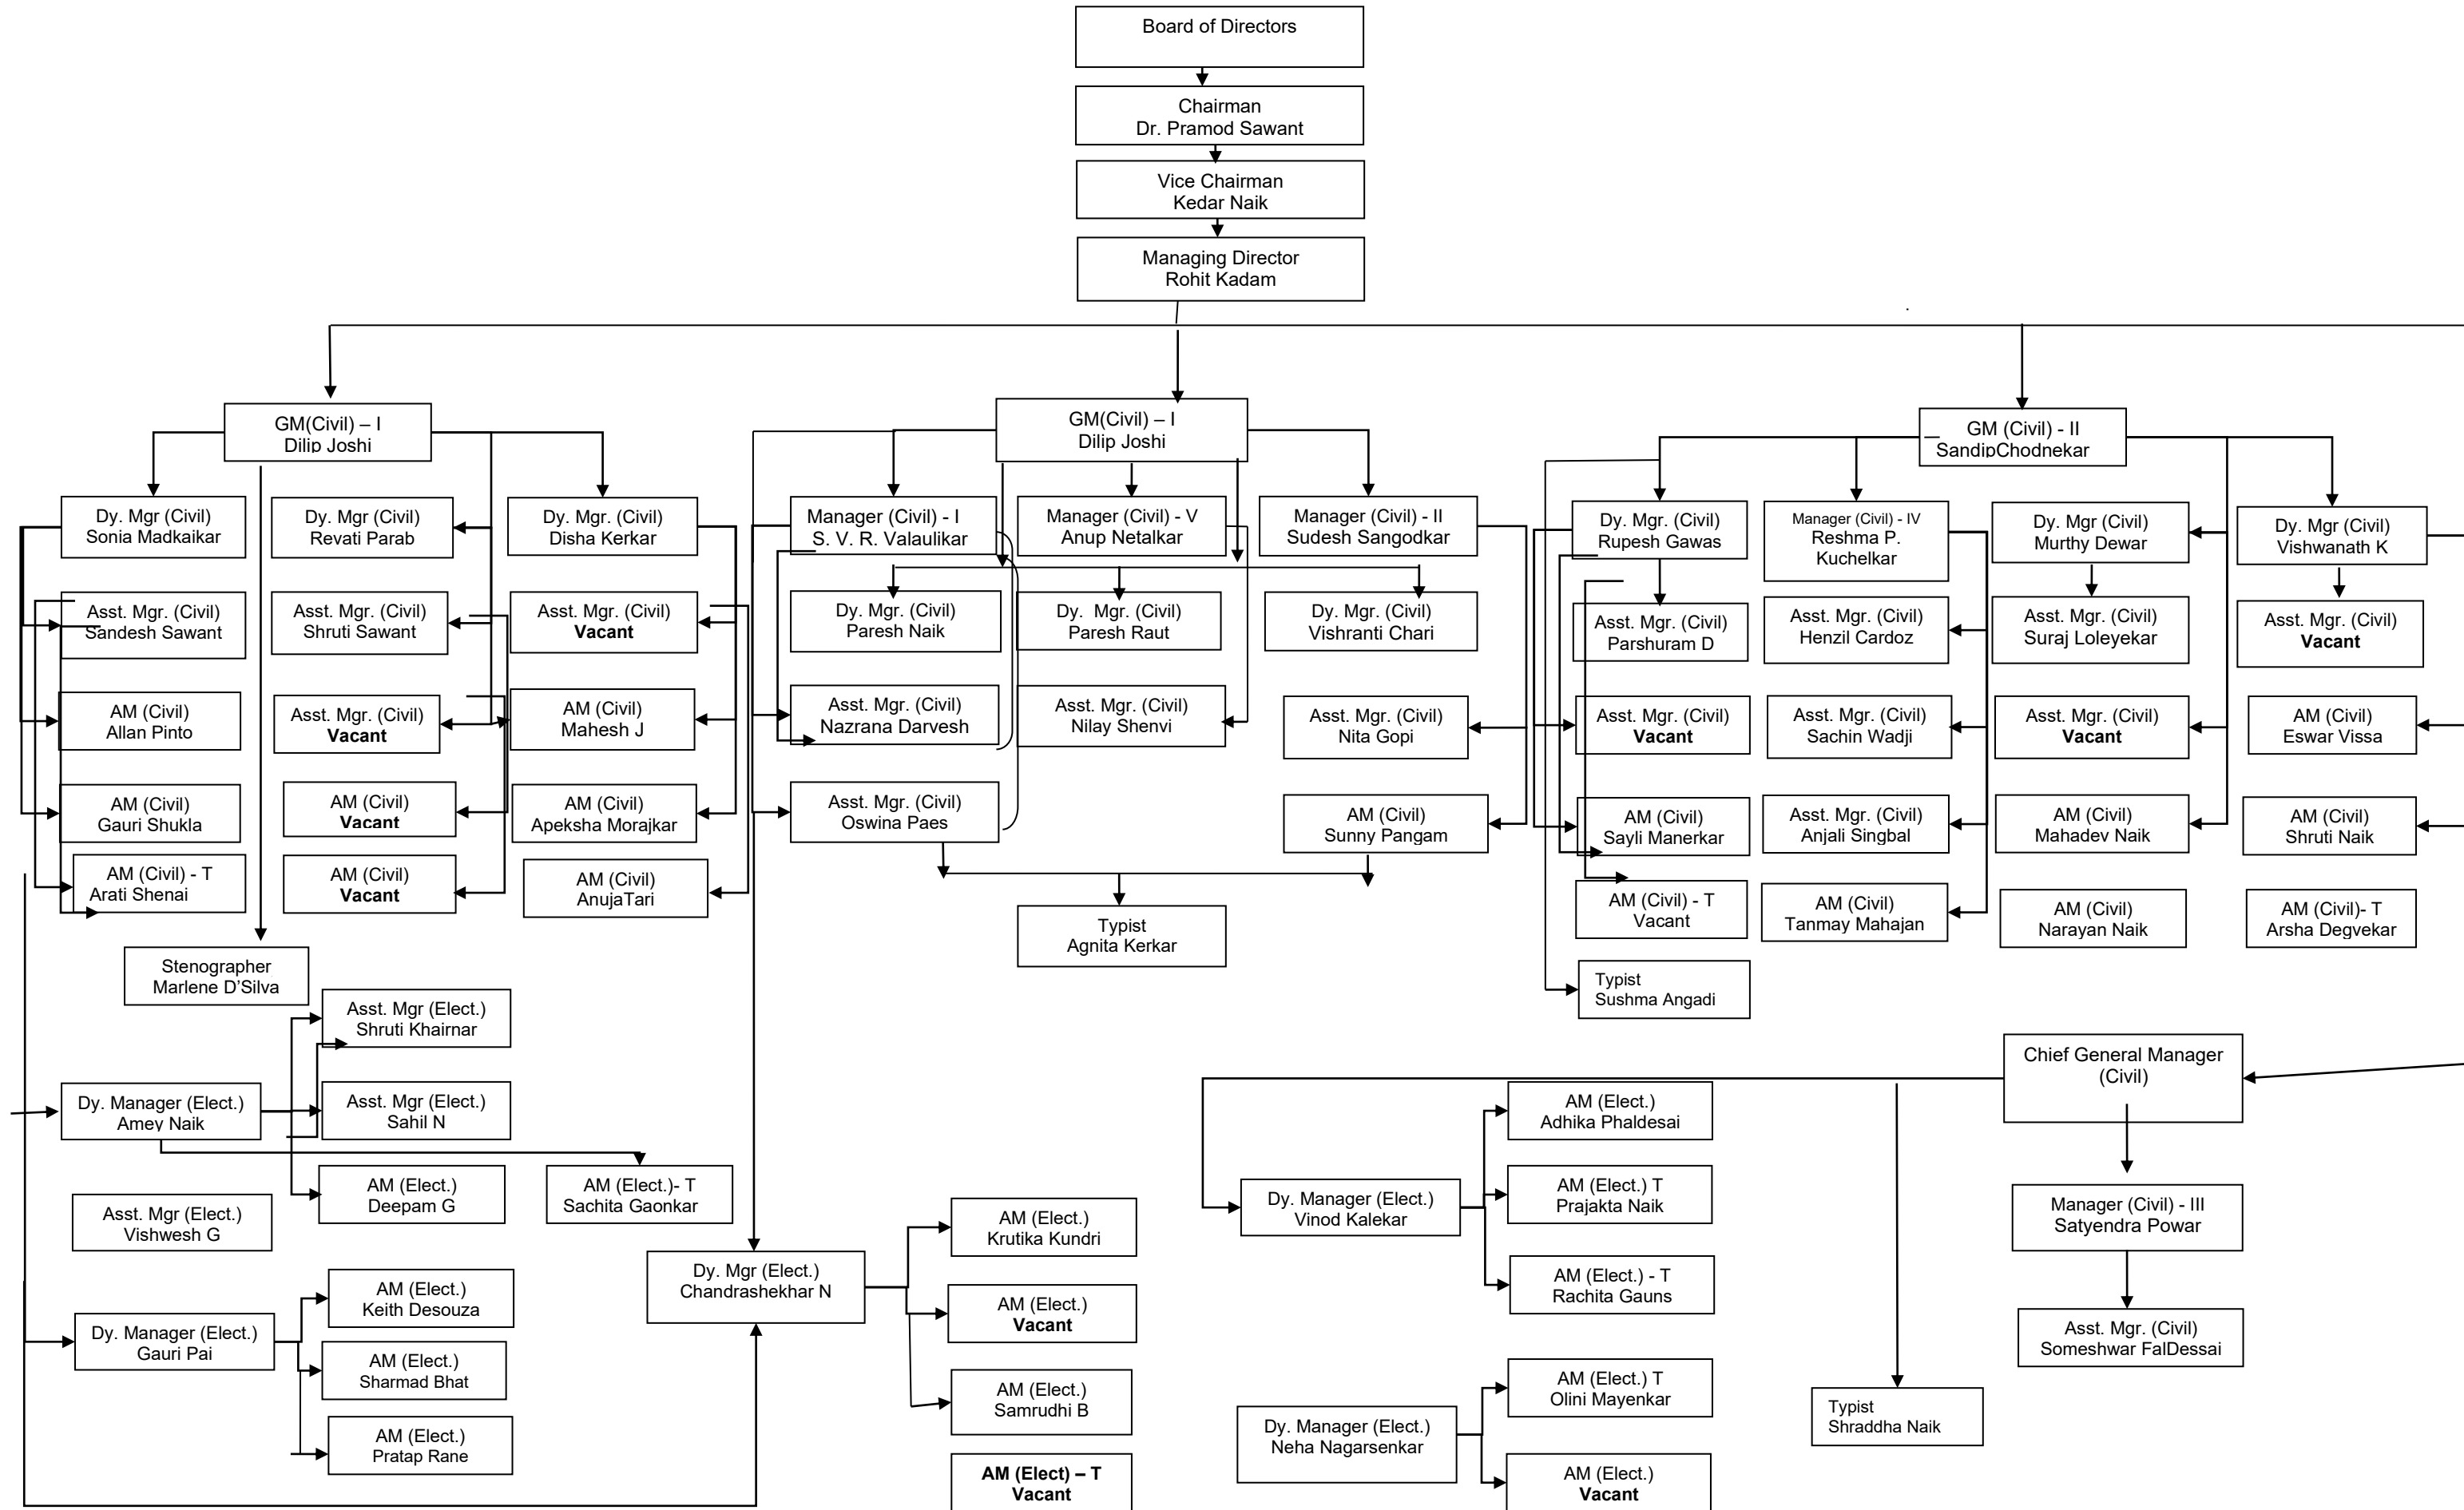 Board of Directors
Chairman
Dr. Pramod Sawant
Vice Chairman
Kedar Naik
Managing Director
Rohit Kadam
GM(Civil) – I
Dilip Joshi
GM(Civil) – I
Dilip Joshi
GM (Civil) - II
SandipChodnekar
Dy. Mgr (Civil)
Sonia Madkaikar
Dy. Mgr (Civil)
Revati Parab
Dy. Mgr. (Civil)
Disha Kerkar
Manager (Civil) - I
S. V. R. Valaulikar
Manager (Civil) - V
Anup Netalkar
Manager (Civil) - II
Sudesh Sangodkar
Dy. Mgr. (Civil)
Rupesh Gawas
Manager (Civil) - IV
Reshma P.
Kuchelkar
Dy. Mgr (Civil)
Murthy Dewar
Dy. Mgr (Civil)
Vishwanath K
Asst. Mgr. (Civil)
Sandesh Sawant
Asst. Mgr. (Civil)
Shruti Sawant
Asst. Mgr. (Civil)
Vacant
Dy. Mgr. (Civil)
Paresh Naik
Dy. Mgr. (Civil)
Paresh Raut
Dy. Mgr. (Civil)
Vishranti Chari
Asst. Mgr. (Civil)
Parshuram D
Asst. Mgr. (Civil)
Henzil Cardoz
Asst. Mgr. (Civil)
Suraj Loleyekar
Asst. Mgr. (Civil)
Vacant
AM (Civil)
Allan Pinto
Asst. Mgr. (Civil)
Vacant
AM (Civil)
Mahesh J
Asst. Mgr. (Civil)
Nazrana Darvesh
Asst. Mgr. (Civil)
Nilay Shenvi
Asst. Mgr. (Civil)
Nita Gopi
Asst. Mgr. (Civil)
Vacant
Asst. Mgr. (Civil)
Sachin Wadji
Asst. Mgr. (Civil)
Vacant
AM (Civil)
Eswar Vissa
AM (Civil)
Gauri Shukla
AM (Civil)
Vacant
AM (Civil)
Apeksha Morajkar
Asst. Mgr. (Civil)
Oswina Paes
AM (Civil)
Sunny Pangam
AM (Civil)
Sayli Manerkar
Asst. Mgr. (Civil)
Anjali Singbal
AM (Civil)
Mahadev Naik
AM (Civil)
Shruti Naik
AM (Civil) - T
Arati Shenai
AM (Civil)
Vacant
AM (Civil)
AnujaTari
Typist
Agnita Kerkar
AM (Civil) - T
Vacant
AM (Civil)
Tanmay Mahajan
AM (Civil)
Narayan Naik
AM (Civil)- T
Arsha Degvekar
Stenographer
Marlene D’Silva
Typist
Sushma Angadi
Asst. Mgr (Elect.)
Shruti Khairnar
Chief General Manager
(Civil)
Dy. Manager (Elect.)
Amey Naik
Asst. Mgr (Elect.)
Sahil N
AM (Elect.)
Adhika Phaldesai
Asst. Mgr (Elect.)
Vishwesh G
AM (Elect.)
Deepam G
AM (Elect.)- T
Sachita Gaonkar
AM (Elect.)
Krutika Kundri
Dy. Manager (Elect.)
Vinod Kalekar
AM (Elect.) T
Prajakta Naik
Manager (Civil) - III
Satyendra Powar
Dy. Mgr (Elect.)
Chandrashekhar N
AM (Elect.) - T
Rachita Gauns
AM (Elect.)
Keith Desouza
AM (Elect.)
Vacant
Dy. Manager (Elect.)
Gauri Pai
AM (Elect.)
Sharmad Bhat
Asst. Mgr. (Civil)
Someshwar FalDessai
AM (Elect.)
Samrudhi B
AM (Elect.) T
Olini Mayenkar
Typist
Shraddha Naik
AM (Elect.)
Pratap Rane
Dy. Manager (Elect.)
Neha Nagarsenkar
AM (Elect) – T
Vacant
AM (Elect.)
Vacant